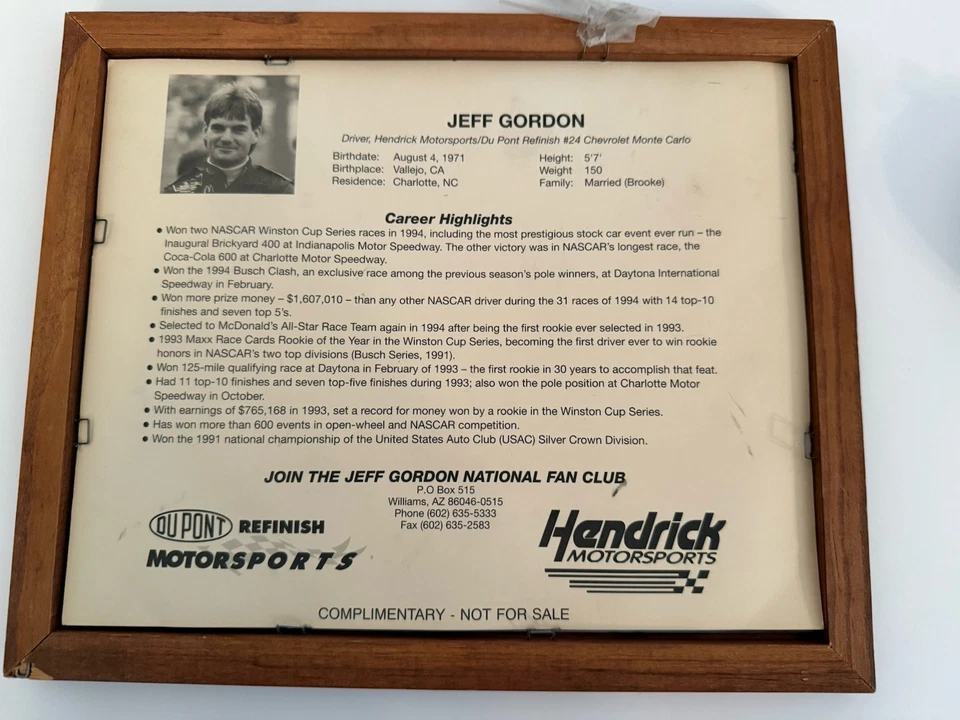 JEFF GORDON
Driver, Hendrick Motorsports/Du Pont Refinish #24 Chevrolet Monte Carlo
Birthdate: August 4, 1971 Height: 5'7'
Birthplace: Vallejo, CA Weight 150
Residence: Charlotte, NC Family: Married (Brooke)
Career Highlights
• Won two NASCAR Winston Cup Series races in 1994, including the most prestigious stock car event ever run – the
Inaugural Brickyard 400 at Indianapolis Motor Speedway. The other victory was in NASCAR's longest race, the
Coca-Cola 600 at Charlotte Motor Speedway.
• Won the 1994 Busch Clash, an exclusive race among the previous season's pole winners, at Daytona International
Speedway in February.
• Won more prize money – $1,607,010 – than any other NASCAR driver during the 31 races of 1994 with 14 top-10
finishes and seven top 5's.
• Selected to McDonald's All-Star Race Team again in 1994 after being the first rookie ever selected in 1993.
• 1993 Maxx Race Cards Rookie of the Year in the Winston Cup Series, becoming the first driver ever to win rookie
honors in NASCAR's two top divisions (Busch Series, 1991).
• Won 125-mile qualifying race at Daytona in February of 1993 – the first rookie in 30 years to accomplish that feat.
• Had 11 top-10 finishes and seven top-five finishes during 1993; also won the pole position at Charlotte Motor
Speedway in October.
• With earnings of $765,168 in 1993, set a record for money won by a rookie in the Winston Cup Series.
• Has won more than 600 events in open-wheel and NASCAR competition.
• Won the 1991 national championship of the United States Auto Club (USAC) Silver Crown Division.
JOIN THE JEFF GORDON NATIONAL FAN CLUB
P.O Box 515
Williams, AZ 86046-0515
Phone (602) 635-5333
Fax (602) 635-2583
DU PONT REFINISH
MOTORSPORTS
Hendrick
MOTORSPORTS
COMPLIMENTARY - NOT FOR SALE